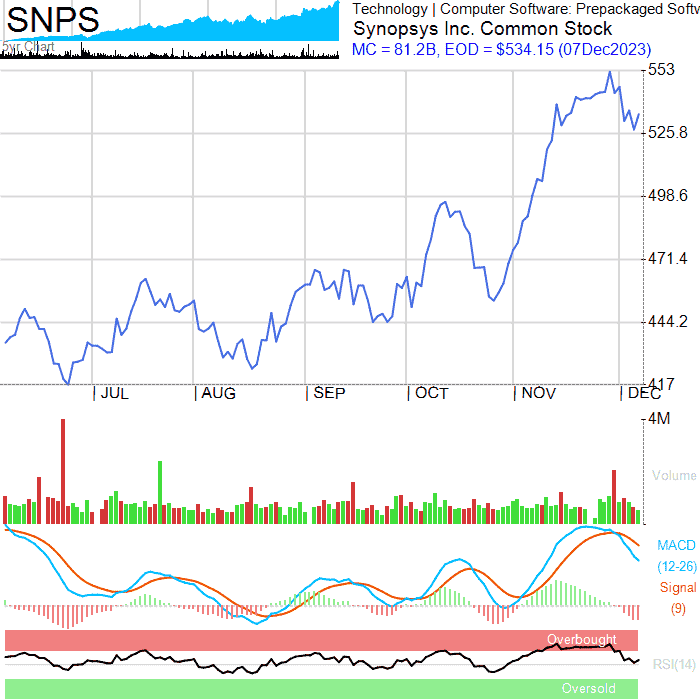 SNPS
5yr Chart
Technology | Computer Software: Prepackaged Softw
Synopsys Inc. Common Stock
MC = 81.2B, EOD = $534.15 (07Dec2023)
553
525.8
498.6
471.4
444.2
417
JUL AUG SEP OCT NOV DEC
4M
Volume
MACD
(12-26)
Signal
(9)
Overbought
RSI(14)
Oversold